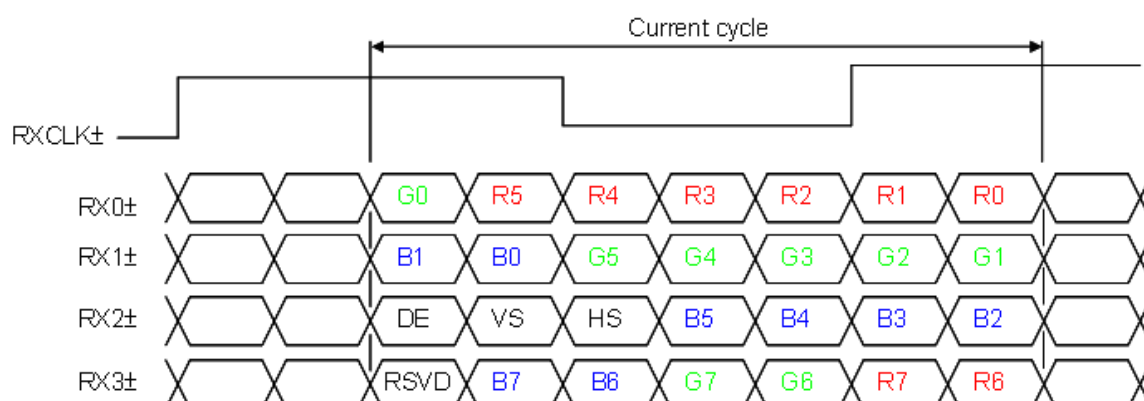 Current cycle
RXCLK±
RX0± G0 R5 R4 R3 R2 R1 R0
RX1± B1 B0 G5 G4 G3 G2 G1
RX2± DE VS HS B5 B4 B3 B2
RX3± RSVD B7 B6 G7 G6 R7 R6